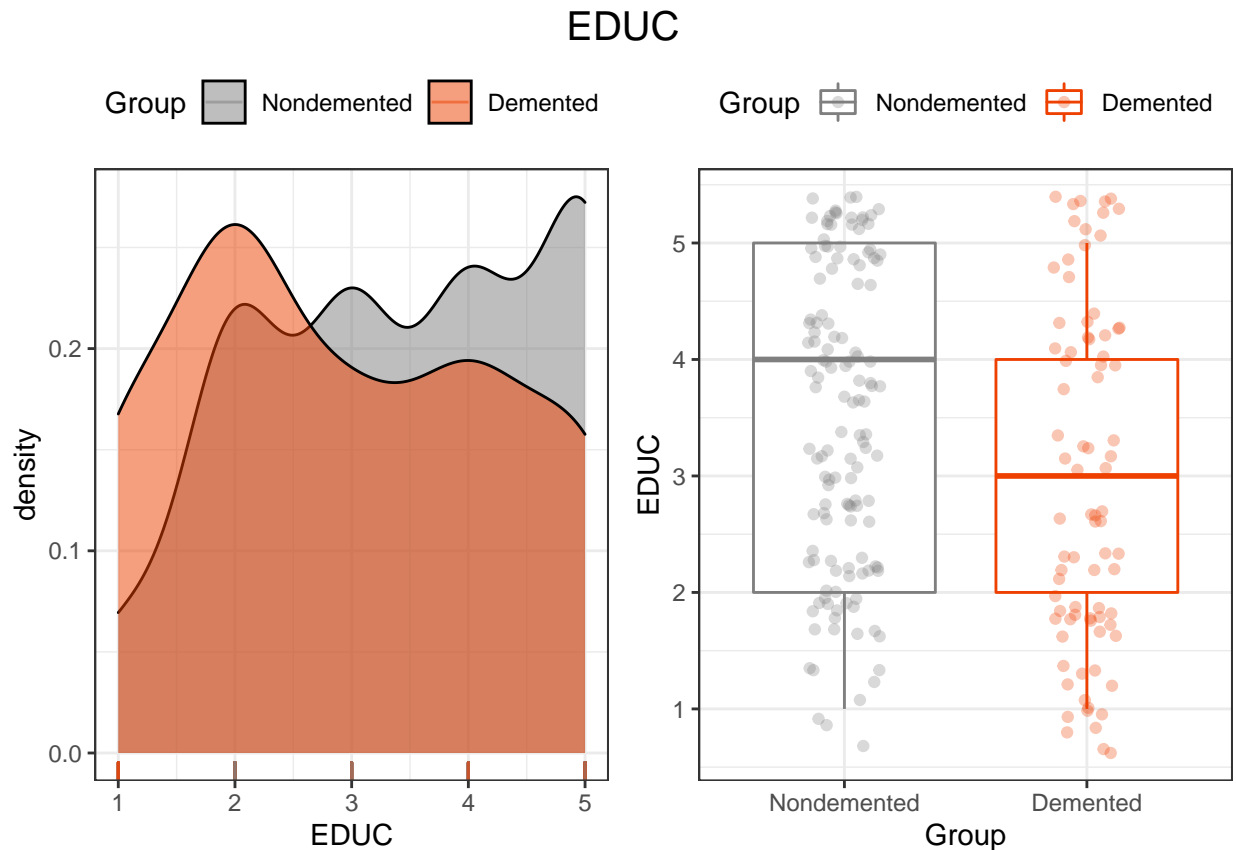 EDUC
Group Nondemented Demented
Group Nondemented Demented
density
0.2
0.1
0.0
1 2 3 4 5
EDUC
EDUC
5
4
3
2
1
Nondemented Demented
Group